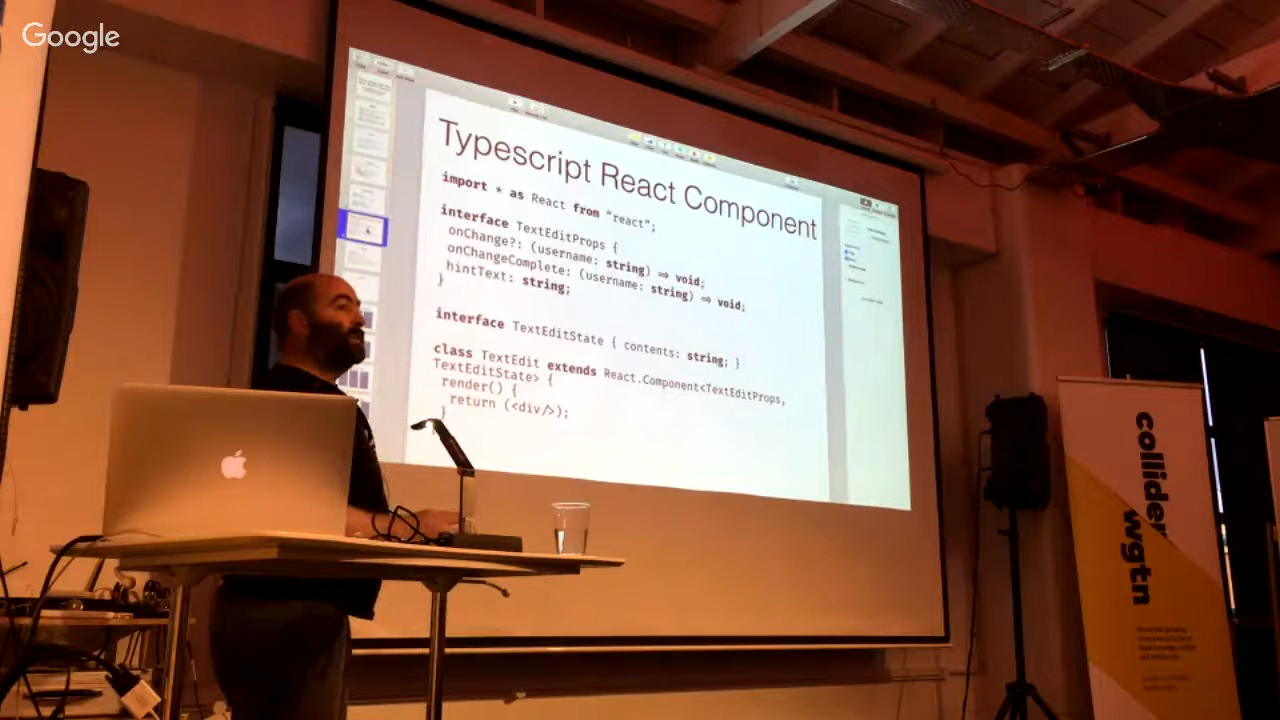 Google
Typescript React Component
import * as React from “react”;
interface TextEditProps {
onChange?: (username: string) => void;
onChangeComplete: (username: string) => void;
hintText: string;
}
interface TextEditState { contents: string; }
class TextEdit extends React.Component<TextEditProps,
TextEditState> {
render() {
return (<div/>);
}
collider
wgtn